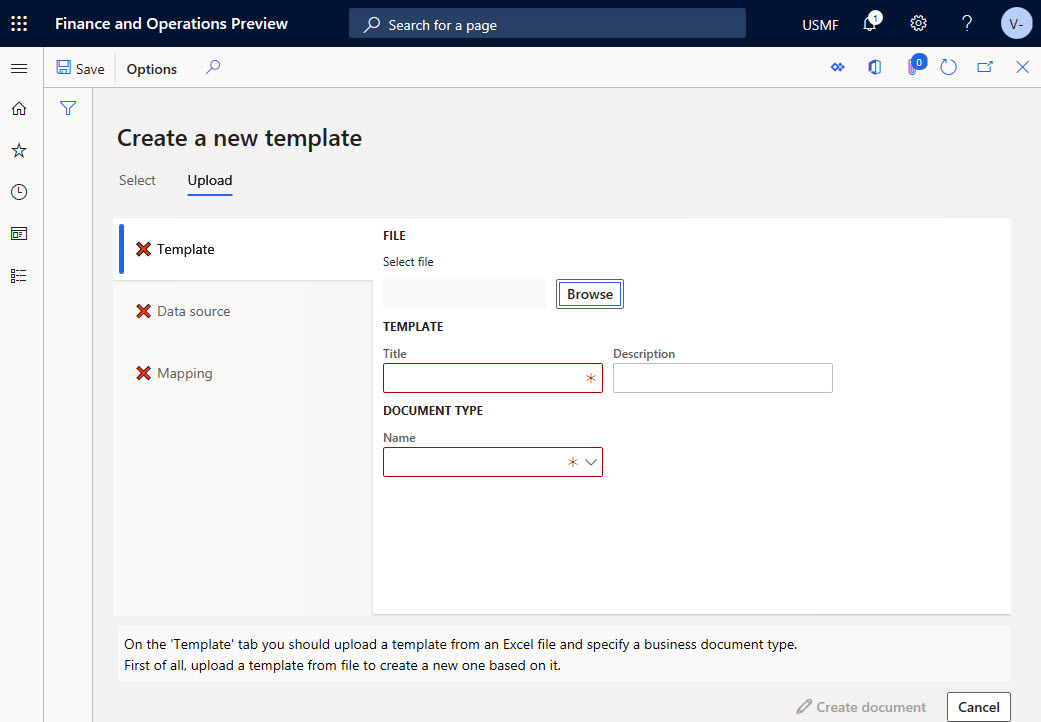 Finance and Operations Preview
Search for a page
USMF
1
?
V-
Save
Options
0
Create a new template
Select
Upload
Template
Data source
Mapping
FILE
Select file
Browse
TEMPLATE
Title
Description
*
DOCUMENT TYPE
Name
*
On the 'Template' tab you should upload a template from an Excel file and specify a business document type.
First of all, upload a template from file to create a new one based on it.
Create document
Cancel